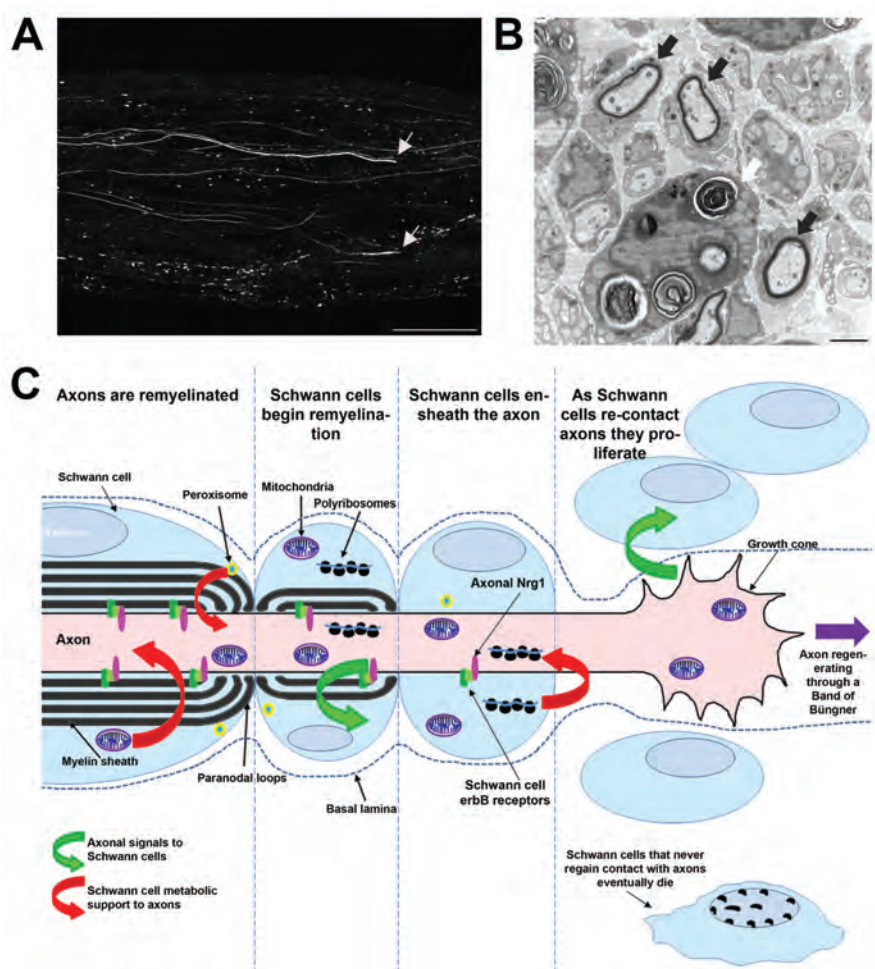 A
B
C
Axons are remyelinated
Schwann cells
begin remyelina-
tion
Schwann cells en-
sheath the axon
As Schwann
cells re-contact
axons they pro-
liferate
Schwann cell
Peroxisome
Mitochondria
Polyribosomes
Growth cone
Axonal Nrg1
Axon
Axon regen-
erating
through a
Band of
Büngner
Myelin sheath
Paranodal loops
Basal lamina
Schwann cell
erbB receptors
Axonal signals to
Schwann cells
Schwann cell metabolic
support to axons
Schwann cells that never
regain contact with axons
eventually die